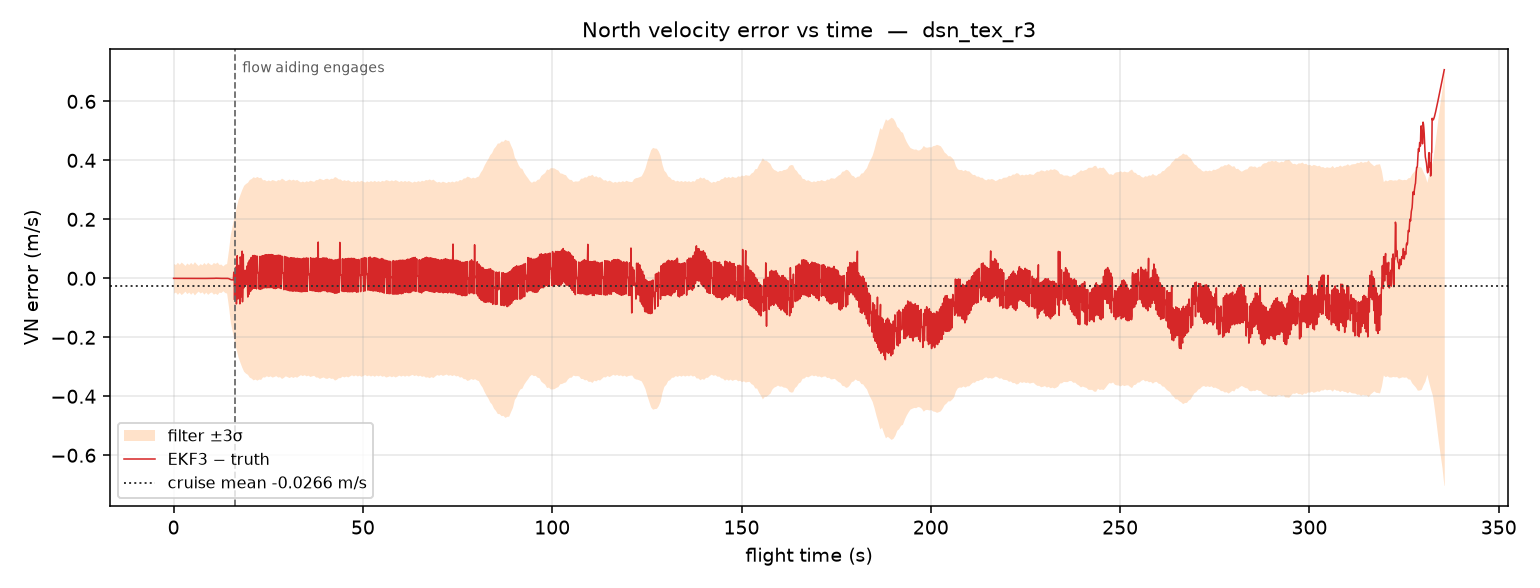 North velocity error vs time — dsn_tex_r3
flow aiding engages
VN error (m/s)
0.6
0.4
0.2
0.0
−0.2
−0.4
−0.6
filter ±3σ
EKF3 − truth
cruise mean -0.0266 m/s
0 50 100 150 200 250 300 350
flight time (s)